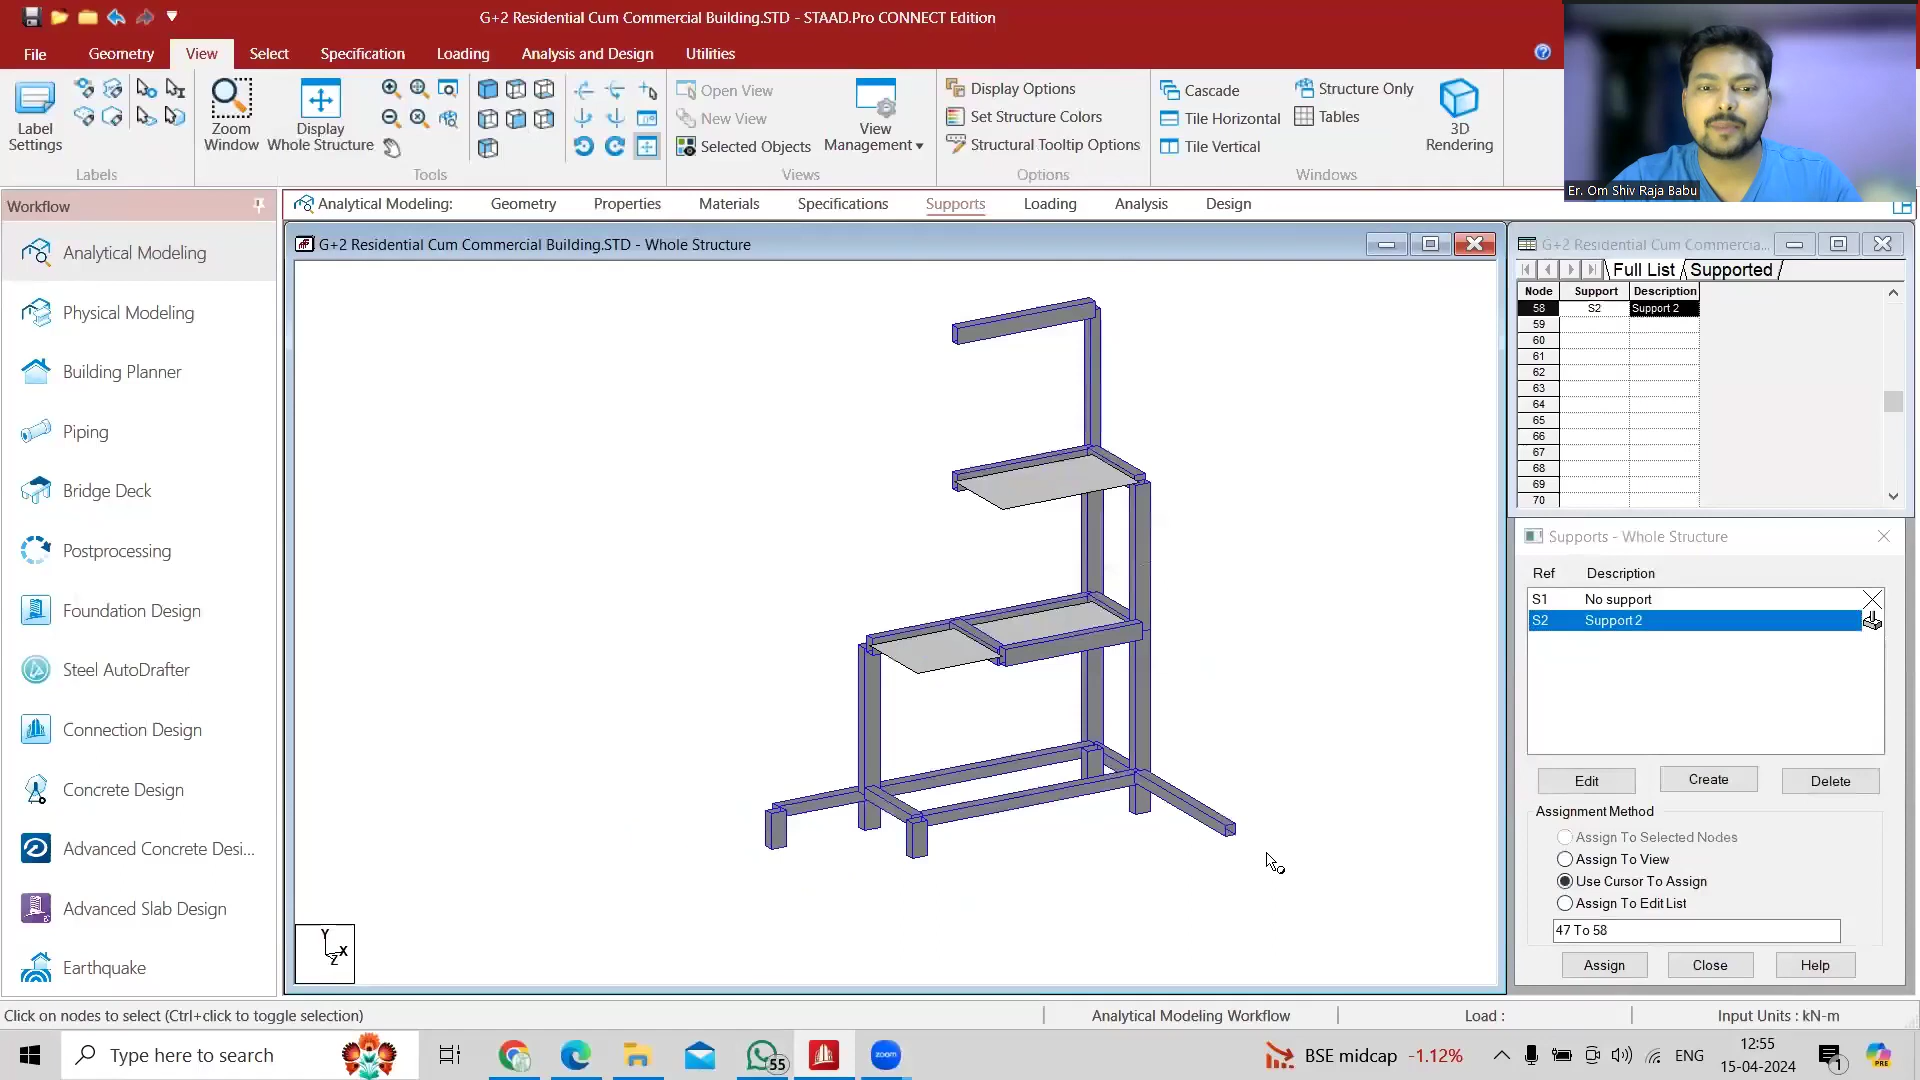 G+2 Residential Cum Commercial Building.STD - STAAD.Pro CONNECT Edition
File
Geometry
View
Select
Specification
Loading
Analysis and Design
Utilities
Label
Settings
Labels
Zoom
Window
Display
Whole Structure
Tools
Open View
New View
Selected Objects
View
Management
Views
Display Options
Set Structure Colors
Structural Tooltip Options
Options
Cascade
Tile Horizontal
Tile Vertical
Structure Only
Tables
3D
Rendering
Windows
Er. Om Shiv Raja Babu
Workflow
Analytical Modeling
Physical Modeling
Building Planner
Piping
Bridge Deck
Postprocessing
Foundation Design
Steel AutoDrafter
Connection Design
Concrete Design
Advanced Concrete Desi...
Advanced Slab Design
Earthquake
Analytical Modeling:
Geometry
Properties
Materials
Specifications
Supports
Loading
Analysis
Design
G+2 Residential Cum Commercial Building.STD - Whole Structure
Y
X
Z
G+2 Residential Cum Commercia...
Full List
Supported
Node Support Description
58 S2 Support 2
59
60
61
62
63
64
65
66
67
68
69
70
Supports - Whole Structure
Ref Description
S1 No support
S2 Support 2
Edit
Create
Delete
Assignment Method
Assign To Selected Nodes
Assign To View
Use Cursor To Assign
Assign To Edit List
47 To 58
Assign
Close
Help
Click on nodes to select (Ctrl+click to toggle selection)
Analytical Modeling Workflow
Load :
Input Units : kN-m
Type here to search
55
zoom
BSE midcap -1.12%
ENG
12:55
15-04-2024
1
PRE